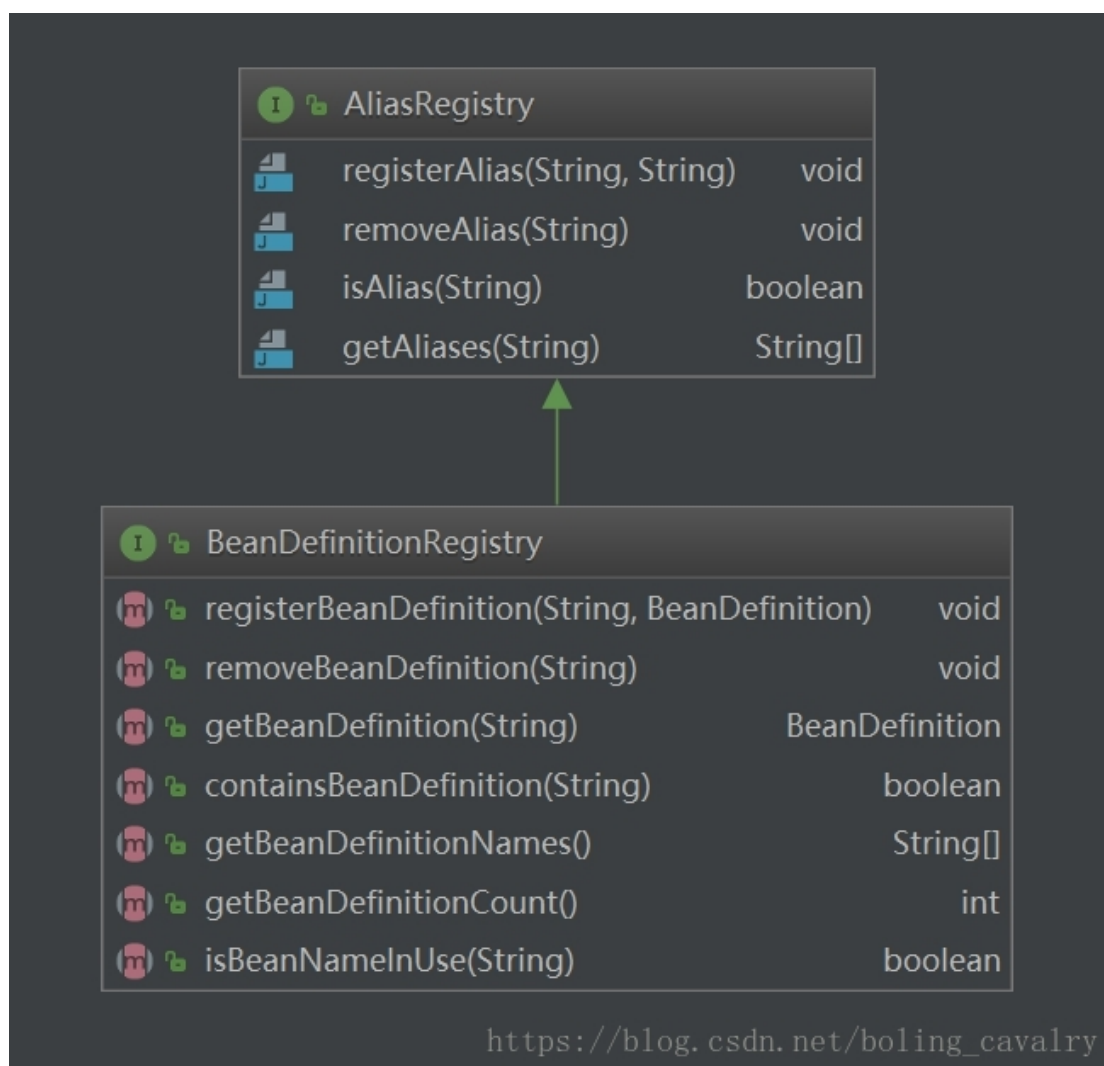 AliasRegistry
registerAlias(String, String) void
removeAlias(String) void
isAlias(String) boolean
getAliases(String) String[]
BeanDefinitionRegistry
registerBeanDefinition(String, BeanDefinition) void
removeBeanDefinition(String) void
getBeanDefinition(String) BeanDefinition
containsBeanDefinition(String) boolean
getBeanDefinitionNames() String[]
getBeanDefinitionCount() int
isBeanNameInUse(String) boolean
https://blog.csdn.net/boling_cavalry